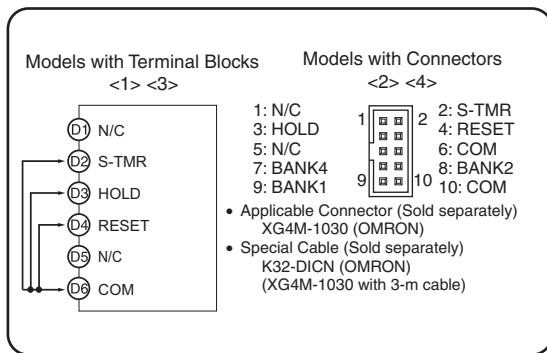 Models with Terminal Blocks
<1> <3>
D1 N/C
D2 S-TMR
D3 HOLD
D4 RESET
D5 N/C
D6 COM
Models with Connectors
<2> <4>
1: N/C
3: HOLD
5: N/C
7: BANK4
9: BANK1
1 2
9 10
2: S-TMR
4: RESET
6: COM
8: BANK2
10: COM
• Applicable Connector (Sold separately)
XG4M-1030 (OMRON)
• Special Cable (Sold separately)
K32-DICN (OMRON)
(XG4M-1030 with 3-m cable)